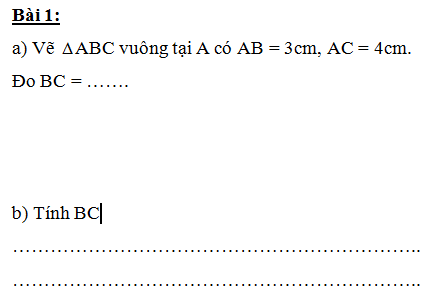 Bài 1:
a) Vẽ ΔABC vuông tại A có AB = 3cm, AC = 4cm.
Đo BC = …….
b) Tính BC
………………………………………………………..
………………………………………………………..